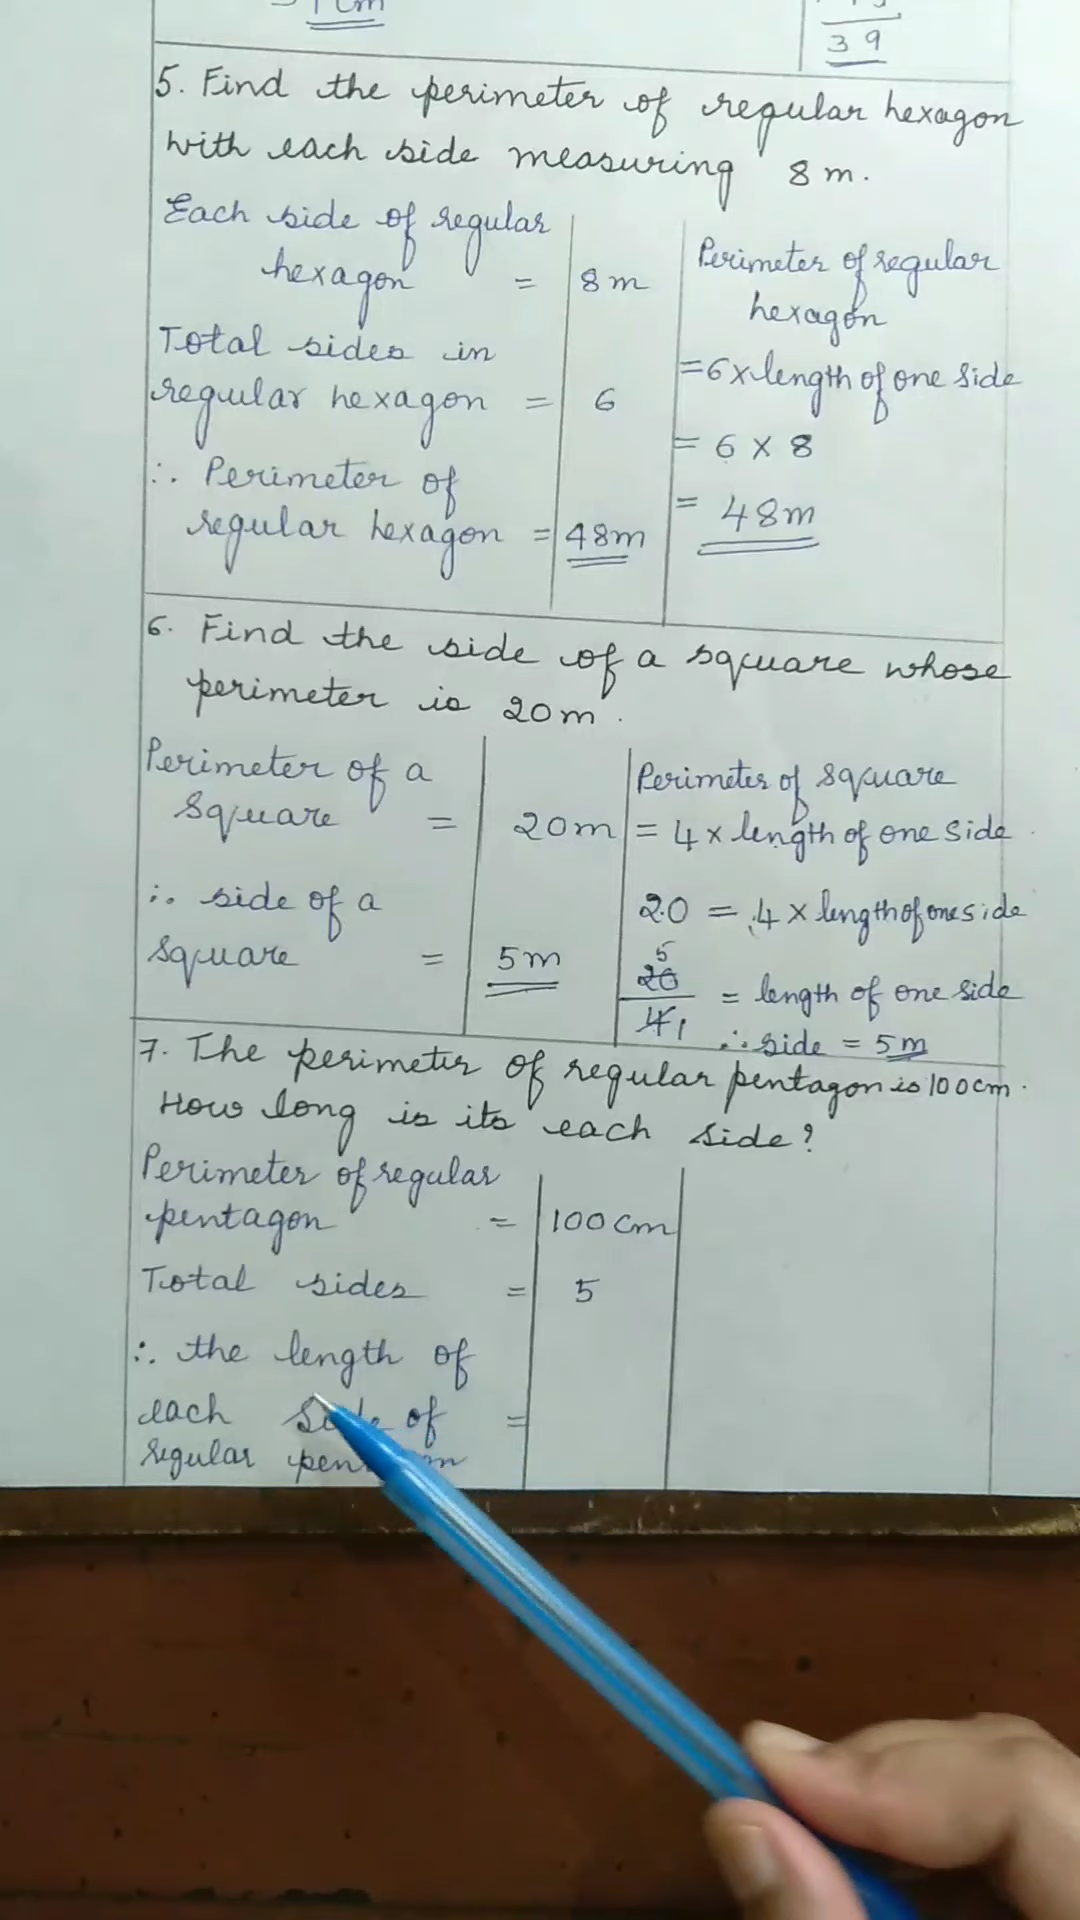 39
5. Find the perimeter of regular hexagon
with each side measuring 8 m.
Each side of regular
hexagon = 8m
Total sides in
regular hexagon = 6
∴ Perimeter of
regular hexagon = 48m
Perimeter of regular
hexagon
= 6 x length of one side
= 6 x 8
= 48m
6. Find the side of a square whose
perimeter is 20m.
Perimeter of a
square = 20m
∴ side of a
square = 5m
Perimeter of square
= 4 x length of one side
20 = 4 x length of one side
5
20
41 = length of one side
∴ side = 5m
7. The perimeter of regular pentagon is 100cm.
How long is its each side?
Perimeter of regular
pentagon = 100cm
Total sides = 5
∴ the length of
each side of =
regular